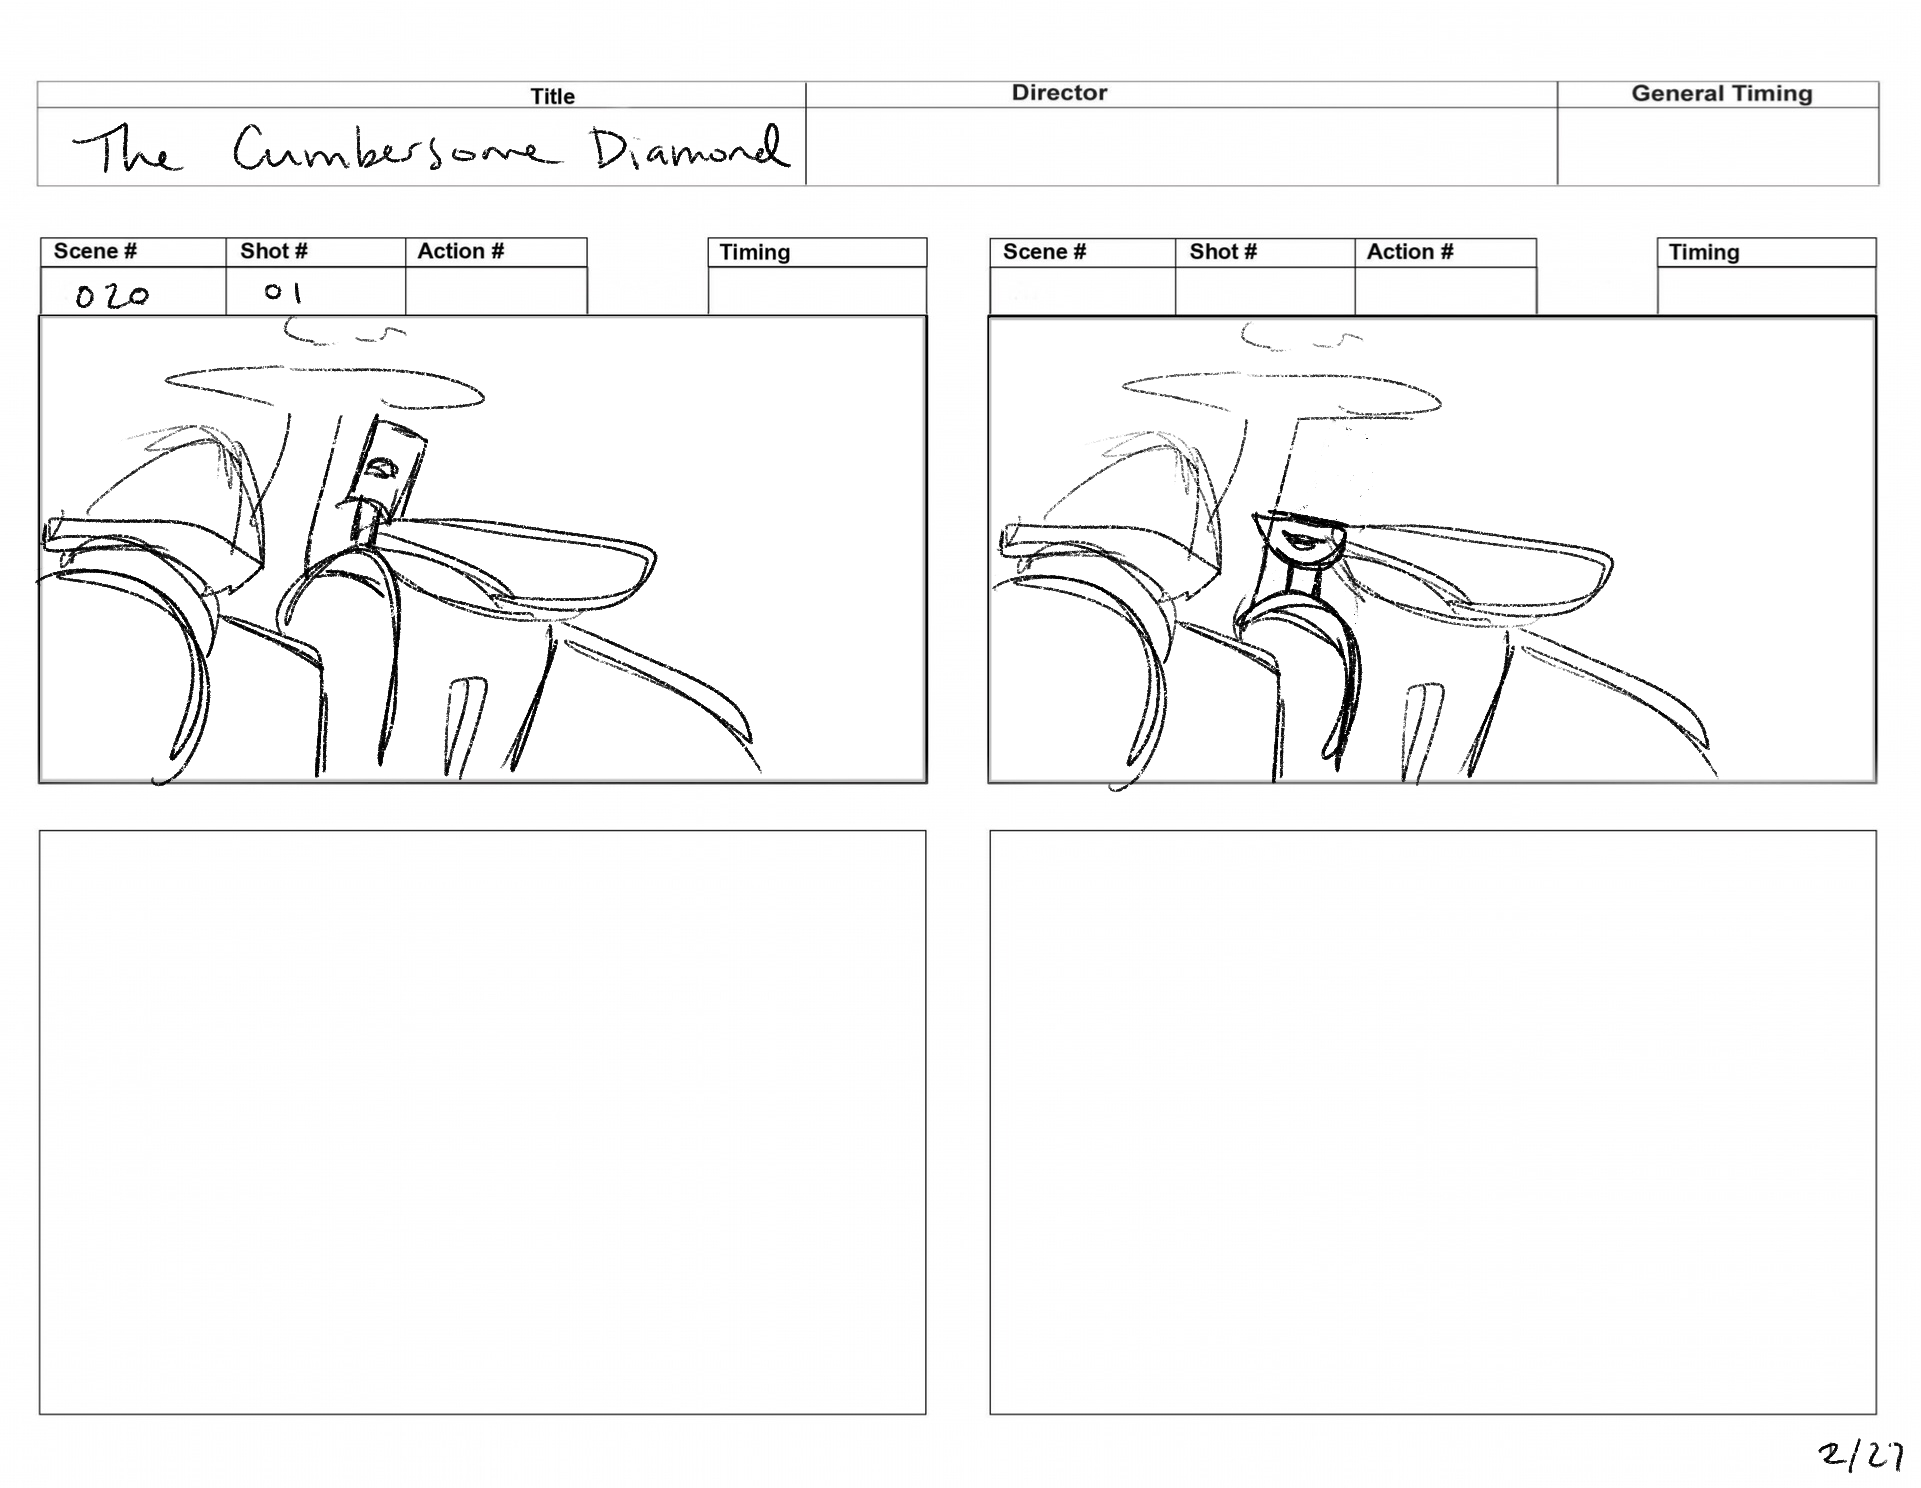 Title Director General Timing
The Cumbersome Diamond
Scene # Shot # Action # Timing Scene # Shot # Action # Timing
020 01
2/27